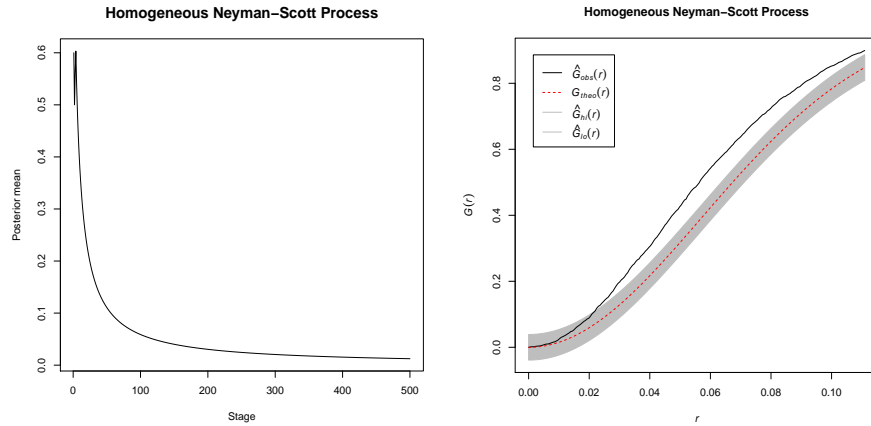 Homogeneous Neyman−Scott Process
Posterior mean
0.0
0.1
0.2
0.3
0.4
0.5
0.6
0
100
200
300
400
500
Stage
Homogeneous Neyman−Scott Process
Ĝobs(r)
Gtheo(r)
Ĝhi(r)
Ĝlo(r)
G(r)
0.0
0.2
0.4
0.6
0.8
0.00
0.02
0.04
0.06
0.08
0.10
r